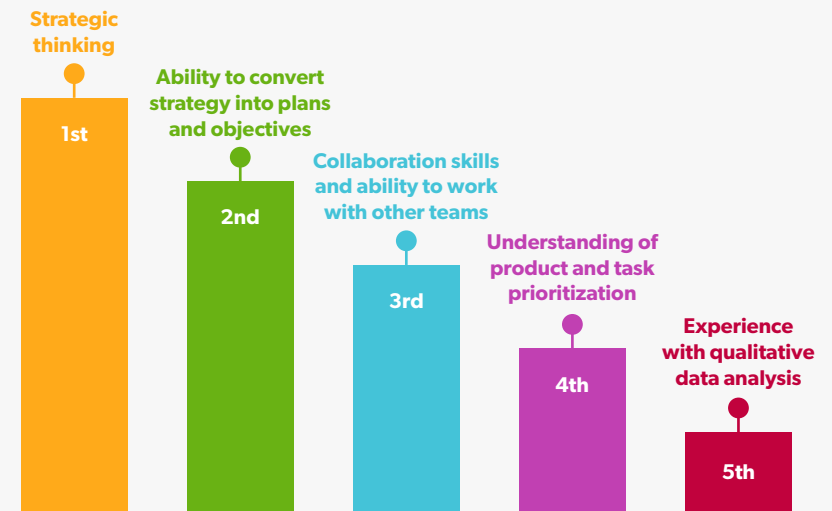 Strategic
thinking
1st
Ability to convert
strategy into plans
and objectives
2nd
Collaboration skills
and ability to work
with other teams
3rd
Understanding of
product and task
prioritization
4th
Experience
with qualitative
data analysis
5th